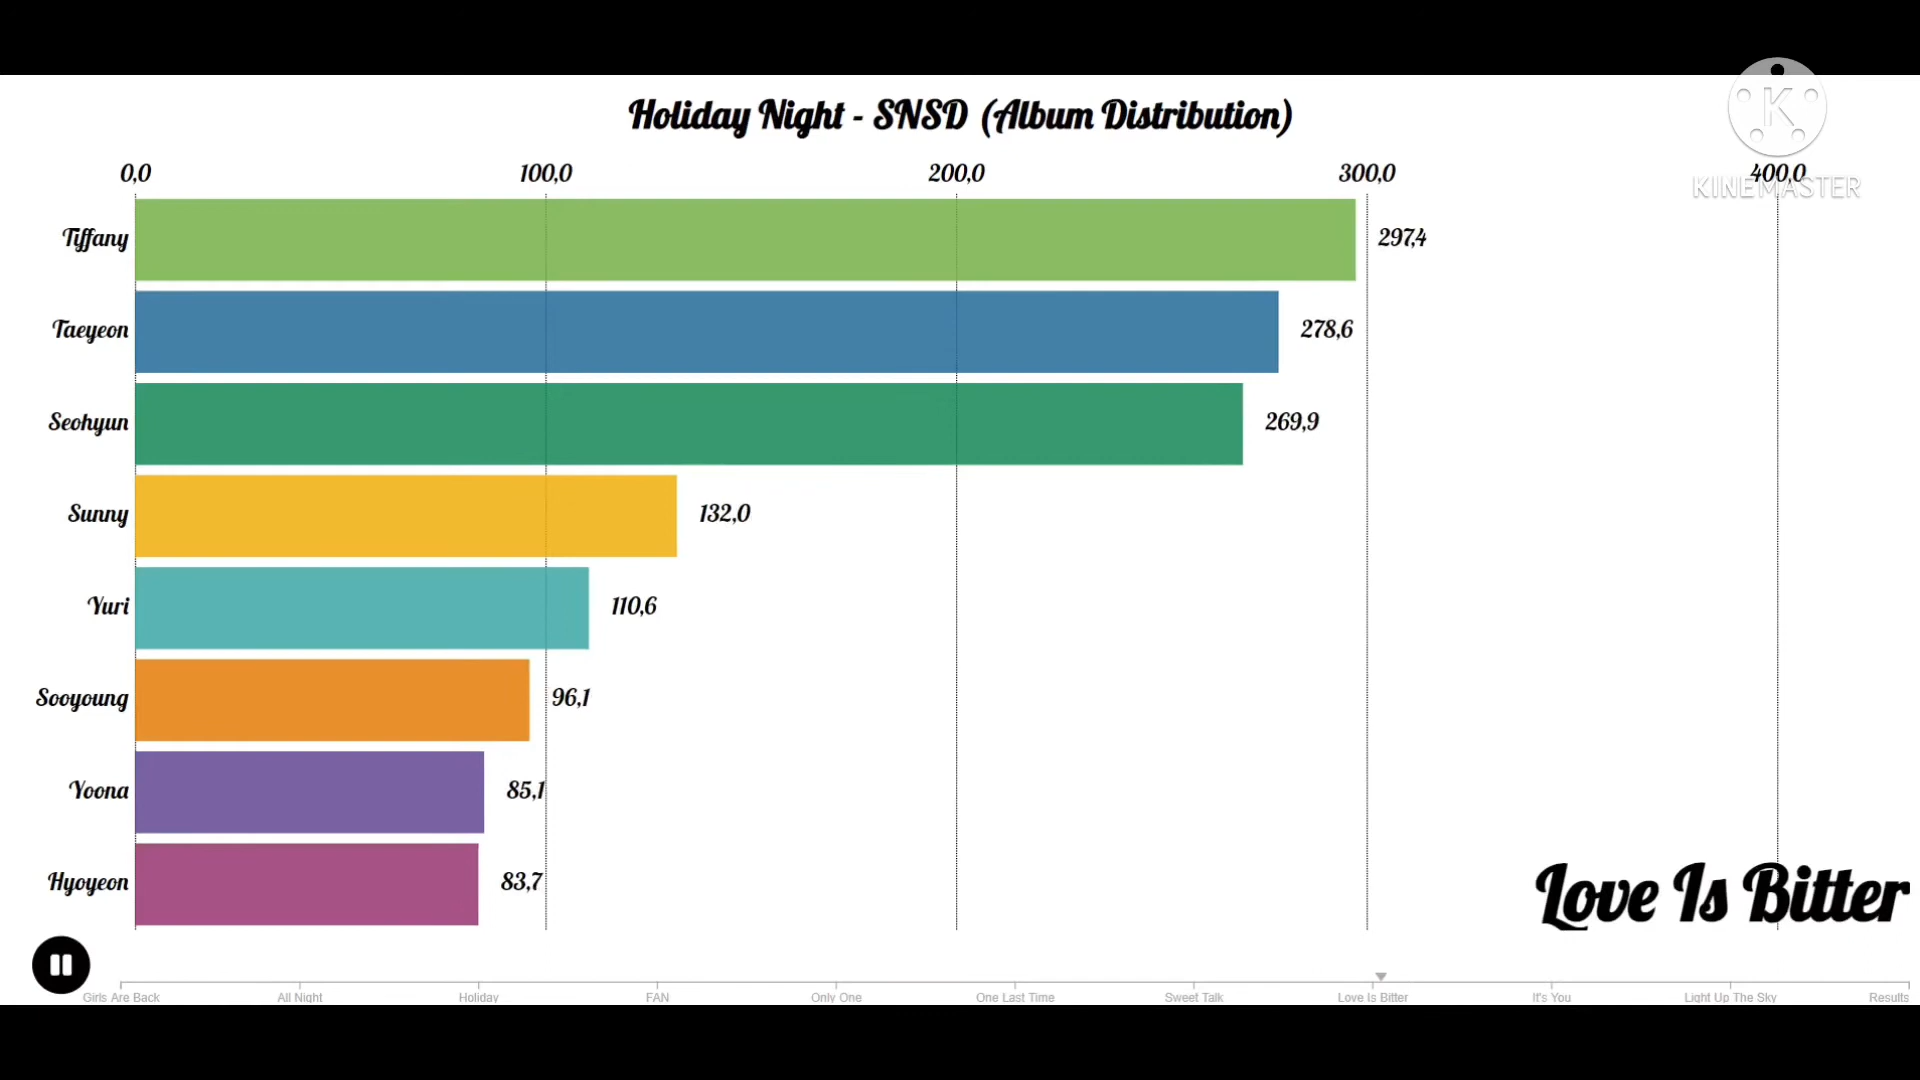 Holiday Night - SNSD (Album Distribution)
K
KINEMASTER
0,0 100,0 200,0 300,0 400,0
Tiffany 297,4
Taeyeon 278,6
Seohyun 269,9
Sunny 132,0
Yuri 110,6
Sooyoung 96,1
Yoona 85,1
Hyoyeon 83,7
Love Is Bitter
Girls Are Back All Night Holiday FAN Only One One Last Time Sweet Talk Love Is Bitter It's You Light Up The Sky Results